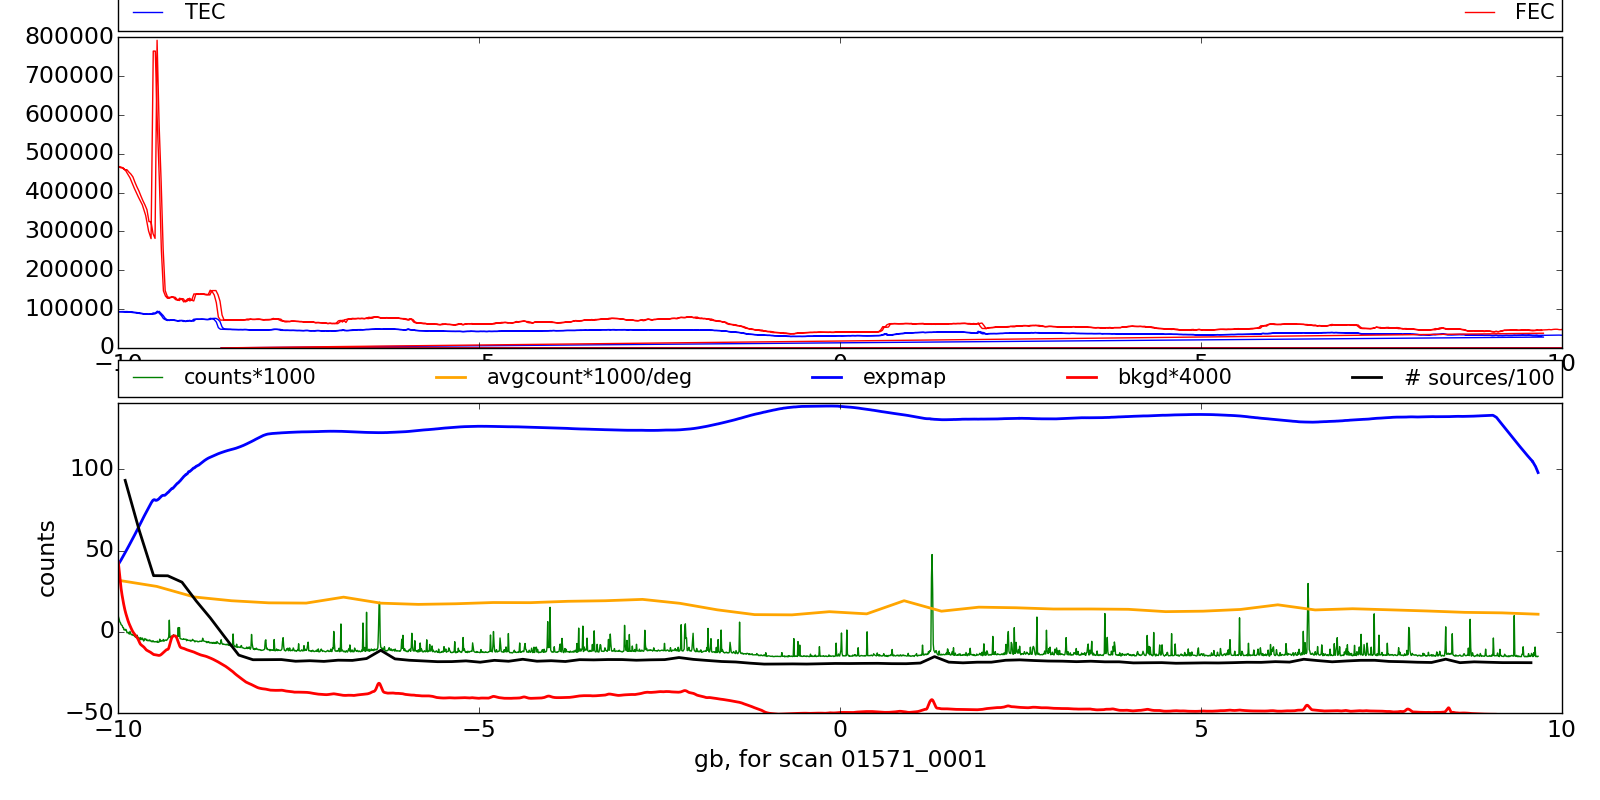 TEC FEC
800000
700000
600000
500000
400000
300000
200000
100000
0
−10 −5 0 5 10
counts*1000 avgcount*1000/deg expmap bkgd*4000 # sources/100
100
50
0
−50
counts
−10 −5 0 5 10
gb, for scan 01571_0001